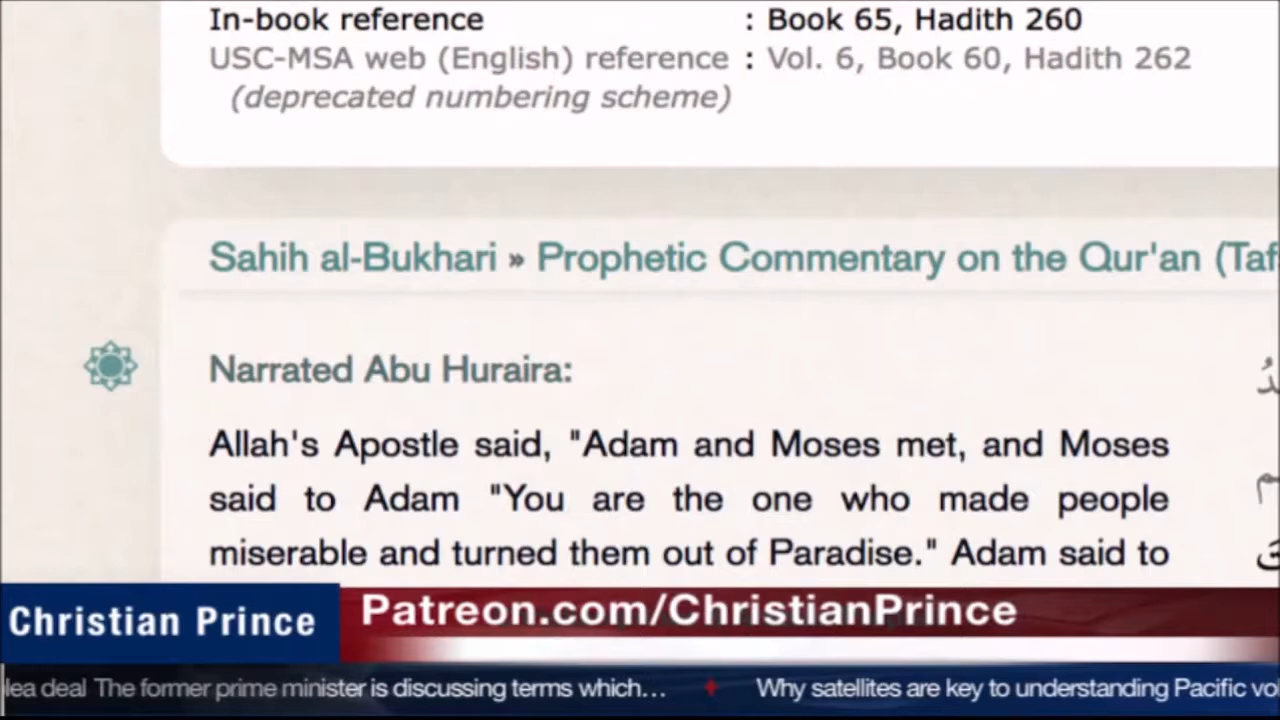 In-book reference : Book 65, Hadith 260
USC-MSA web (English) reference : Vol. 6, Book 60, Hadith 262
(deprecated numbering scheme)
Sahih al-Bukhari » Prophetic Commentary on the Qur'an (Taf
Narrated Abu Huraira:
Allah's Apostle said, "Adam and Moses met, and Moses
said to Adam "You are the one who made people
miserable and turned them out of Paradise." Adam said to
Christian Prince
Patreon.com/ChristianPrince
lea deal The former prime minister is discussing terms which... Why satellites are key to understanding Pacific vol